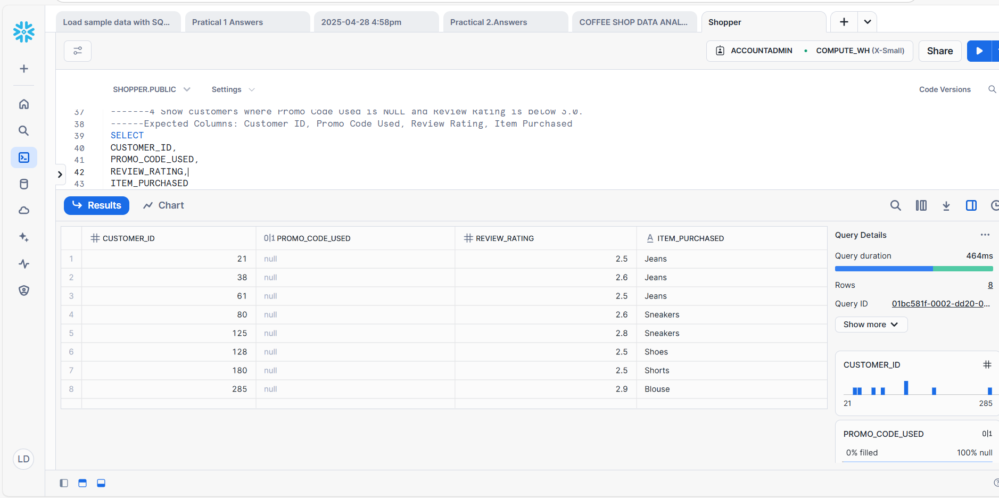 Load sample data with SQ...
Pratical 1 Answers
2025-04-28 4:58pm
Practical 2.Answers
COFFEE SHOP DATA ANAL...
Shopper
ACCOUNTADMIN
COMPUTE_WH (X-Small)
Share
SHOPPER.PUBLIC
Settings
Code Versions
37 -------4 Show customers where Promo Code Used is NULL and Review Rating is below 3.0.
38 ------Expected Columns: Customer ID, Promo Code Used, Review Rating, Item Purchased
39 SELECT
40 CUSTOMER_ID,
41 PROMO_CODE_USED,
42 REVIEW_RATING,
43 ITEM_PURCHASED
Results
Chart
CUSTOMER_ID 0|1 PROMO_CODE_USED REVIEW_RATING A ITEM_PURCHASED
1 21 null 2.5 Jeans
2 38 null 2.6 Jeans
3 61 null 2.5 Jeans
4 80 null 2.6 Sneakers
5 125 null 2.8 Sneakers
6 128 null 2.5 Shoes
7 180 null 2.5 Shorts
8 285 null 2.9 Blouse
Query Details
Query duration 464ms
Rows 8
Query ID 01bc581f-0002-dd20-0...
Show more
CUSTOMER_ID
21 285
PROMO_CODE_USED 0|1
0% filled 100% null
LD